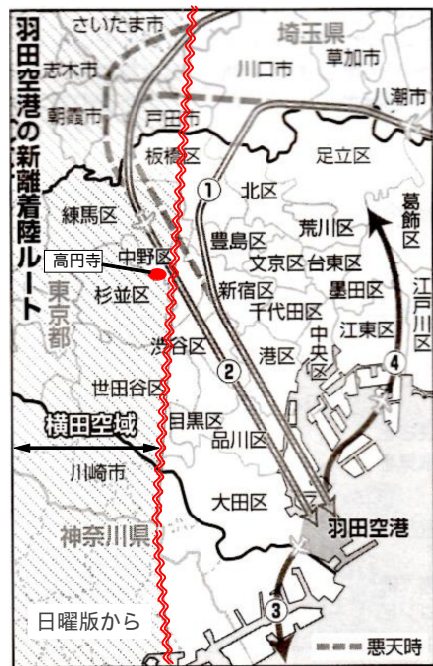 羽田空港の新離着陸ルート
さいたま市
埼玉県
志木市
川口市
草加市
朝霞市
戸田市
八潮市
板橋区
足立区
①
北区
葛飾区
練馬区
豊島区
荒川区
中野区
文京区
台東区
高円寺
新宿区
墨田区
江戸川区
杉並区
千代田区
東京都
中央区
江東区
渋谷区
②
港区
④
世田谷区
目黒区
横田空域
品川区
川崎市
大田区
羽田空港
神奈川県
③
日曜版から
悪天時